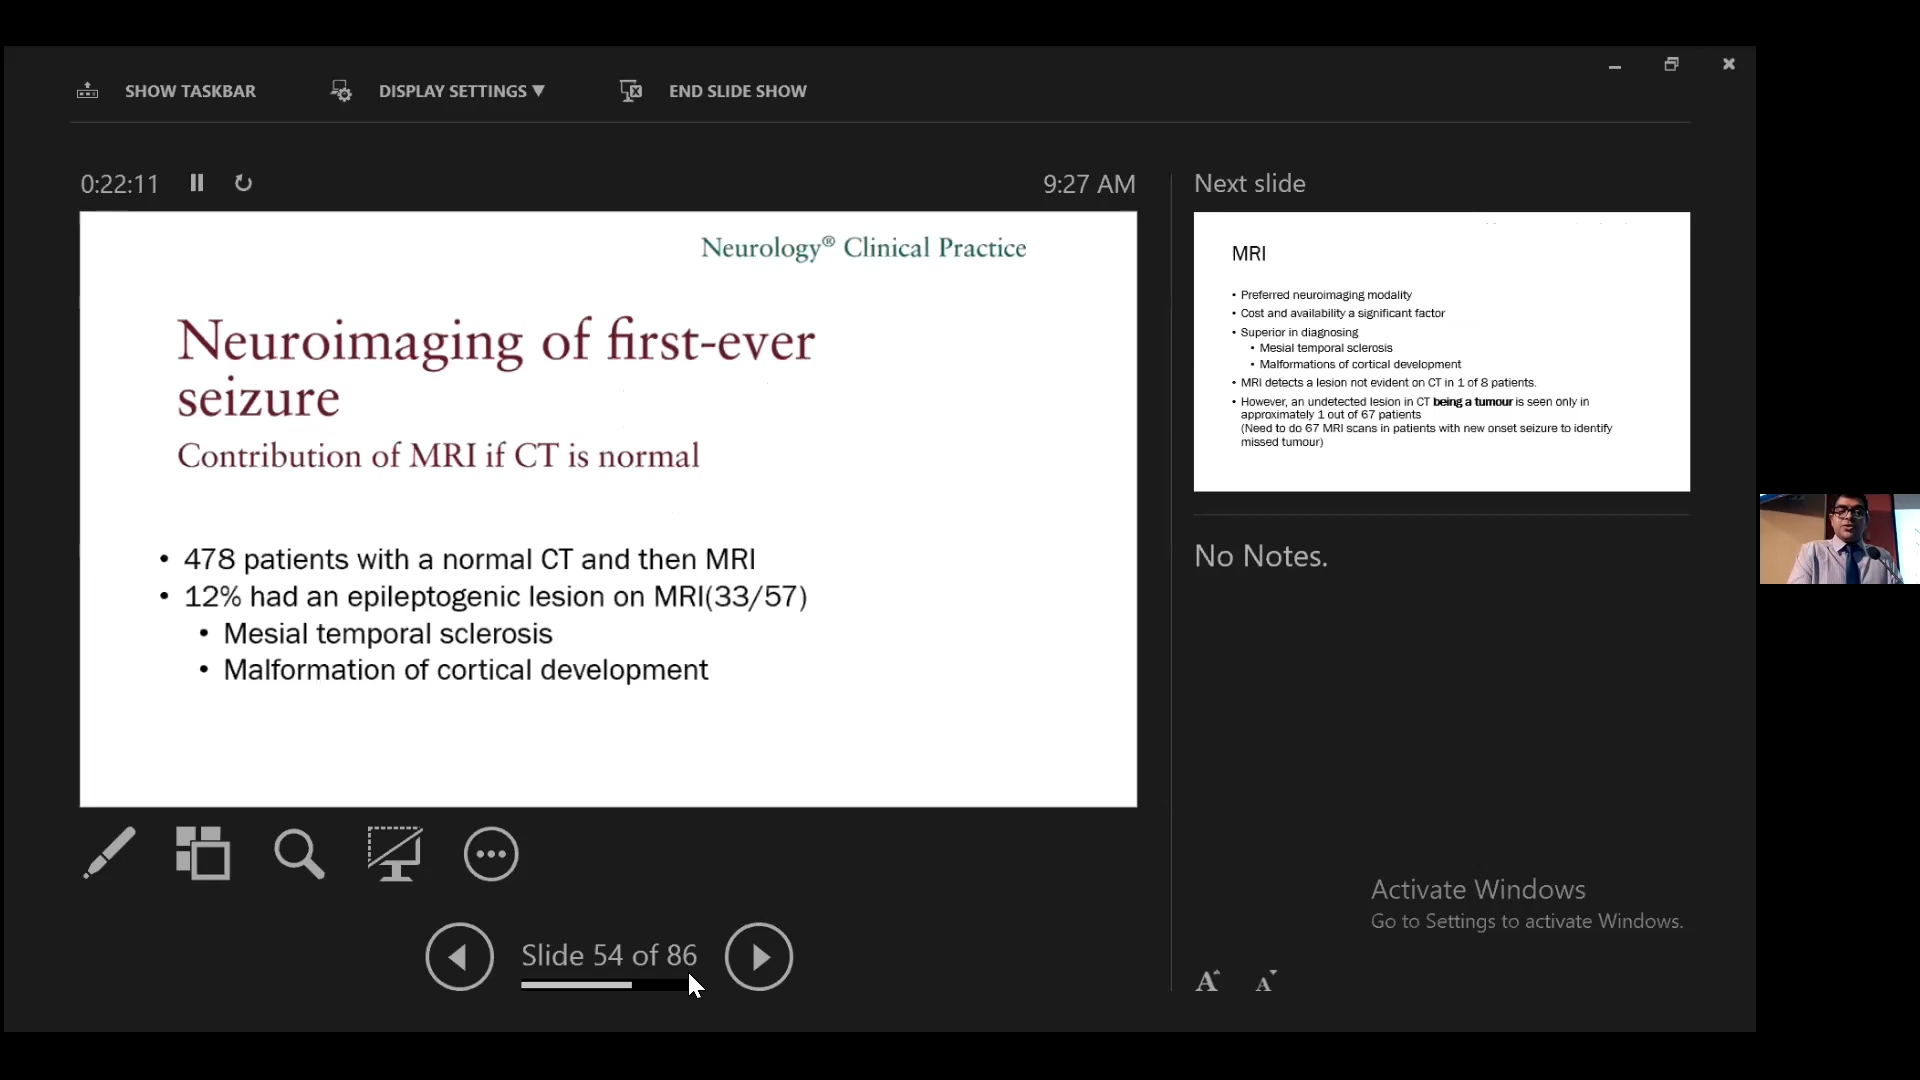 SHOW TASKBAR
DISPLAY SETTINGS ▼
END SLIDE SHOW
0:22:11
9:27 AM
Neurology® Clinical Practice
Neuroimaging of first-ever
seizure
Contribution of MRI if CT is normal
• 478 patients with a normal CT and then MRI
• 12% had an epileptogenic lesion on MRI(33/57)
• Mesial temporal sclerosis
• Malformation of cortical development
Slide 54 of 86
Next slide
MRI
• Preferred neuroimaging modality
• Cost and availability a significant factor
• Superior in diagnosing
• Mesial temporal sclerosis
• Malformations of cortical development
• MRI detects a lesion not evident on CT in 1 of 8 patients.
• However, an undetected lesion in CT being a tumour is seen only in
approximately 1 out of 67 patients
(Need to do 67 MRI scans in patients with new onset seizure to identify
missed tumour)
No Notes.
Activate Windows
Go to Settings to activate Windows.
A A